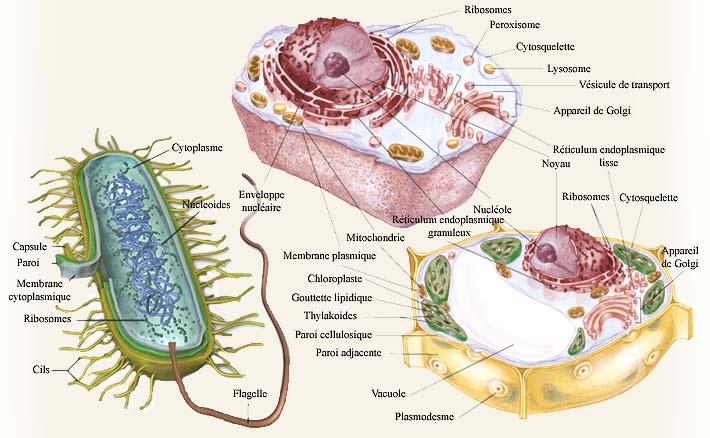 Ribosomes
Peroxisome
Cytosquelette
Lysosome
Vésicule de transport
Appareil de Golgi
Réticulum endoplasmique
lisse
Noyau
Ribosomes
Cytosquelette
Appareil
de Golgi
Enveloppe
nucléaire
Nucléole
Réticulum endoplasmique
granuleux
Mitochondrie
Membrane plasmique
Chloroplaste
Gouttette lipidique
Thylakoides
Paroi cellulosique
Paroi adjacente
Vacuole
Plasmodesme
Cytoplasme
Nucleoides
Capsule
Paroi
Membrane
cytoplasmique
Ribosomes
Cils
Flagelle